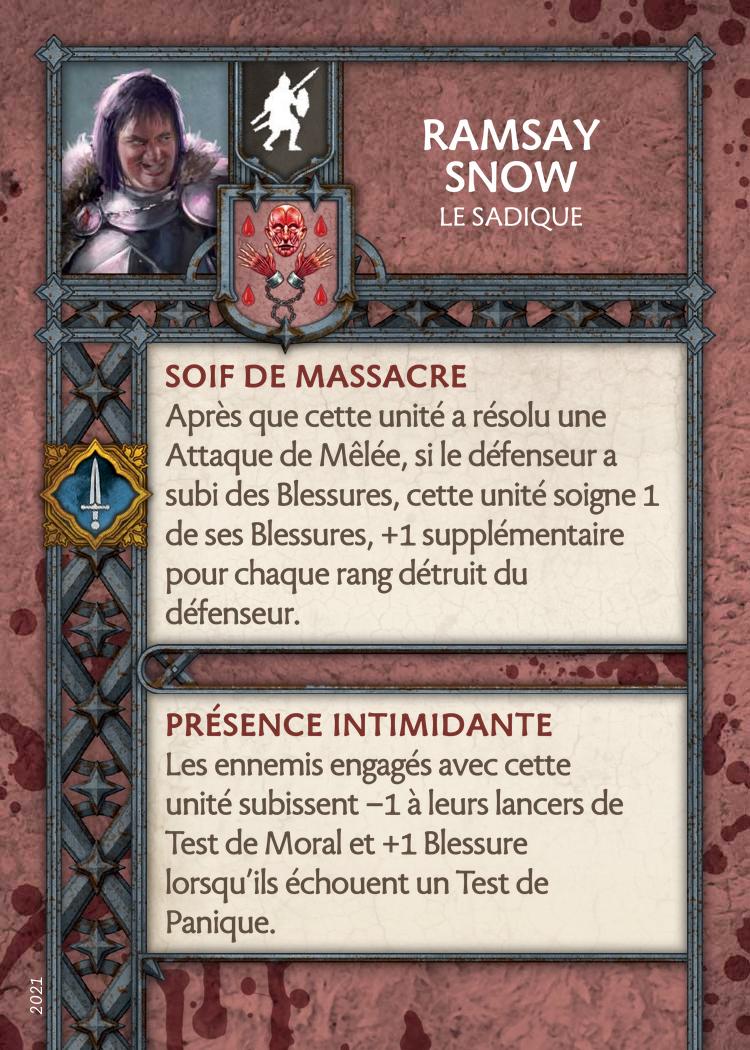 RAMSAY
SNOW
LE SADIQUE
SOIF DE MASSACRE
Après que cette unité a résolu une
Attaque de Mêlée, si le défenseur a
subi des Blessures, cette unité soigne 1
de ses Blessures, +1 supplémentaire
pour chaque rang détruit du
défenseur.
PRÉSENCE INTIMIDANTE
Les ennemis engagés avec cette
unité subissent −1 à leurs lancers de
Test de Moral et +1 Blessure
lorsqu'ils échouent un Test de
Panique.
2021